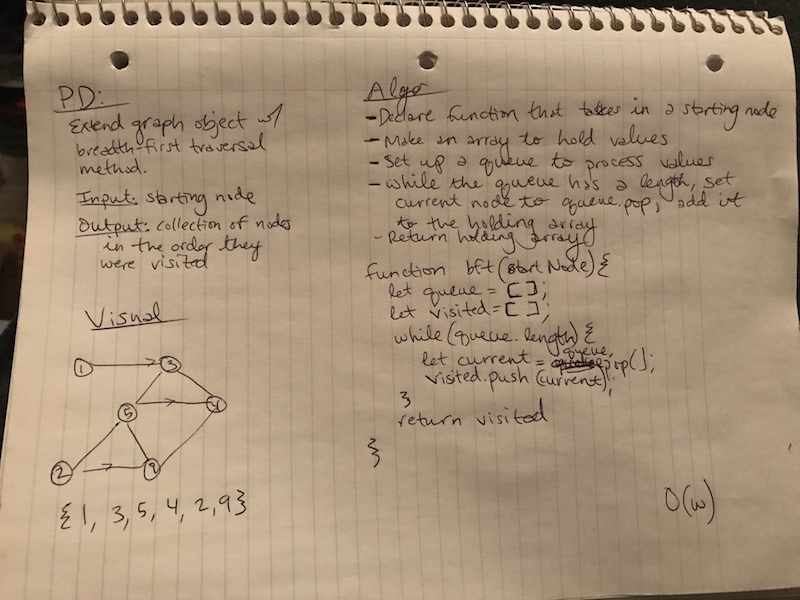 PD:
Extend graph object w/
breadth-first traversal
method.
Input: starting node
Output: collection of nodes
in the order they
were visited
Visual
1
3
5
4
2
9
{1, 3, 5, 4, 2, 9}
Algo
- Declare function that takes in a starting node
- Make an array to hold values
- Set up a queue to process values
- while the queue has a length, set
current node to queue.pop, add it
to the holding array
- Return holding array
function bft(startNode){
let queue = [ ];
let visited = [ ];
while (queue.length) {
let current = queue.pop();
visited.push(current);
}
return visited
}
O(w)